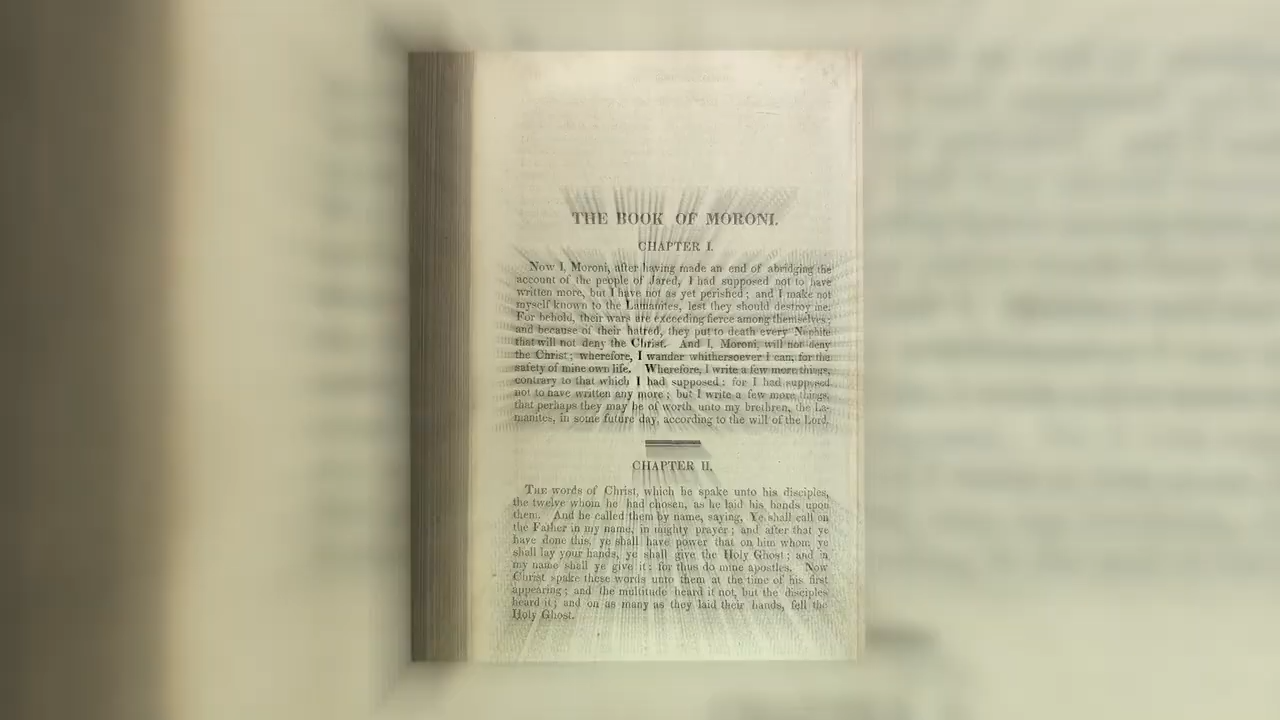 THE BOOK OF MORONI.
CHAPTER I.
Now I, Moroni, after having made an end of abridging the
account of the people of Jared, I had supposed not to have
written more, but I have not as yet perished; and I make not
myself known to the Lamanites, lest they should destroy me.
For behold, their wars are exceeding fierce among themselves;
and because of their hatred, they put to death every Nephite
that will not deny the Christ. And I, Moroni, will not deny
the Christ; wherefore, I wander whithersoever I can, for the
safety of mine own life. Wherefore, I write a few more things,
contrary to that which I had supposed; for I had supposed
not to have written any more; but I write a few more things,
that perhaps they may be of worth unto my brethren, the La-
manites, in some future day, according to the will of the Lord.
CHAPTER II.
The words of Christ, which he spake unto his disciples,
the twelve whom he had chosen, as he laid his hands upon
them. And he called them by name, saying, Ye shall call on
the Father in my name, in mighty prayer; and after that ye
have done this, ye shall have power that on him whom ye
shall lay your hands, ye shall give the Holy Ghost; and in
my name shall ye give it: for thus do mine apostles. Now
Christ spake these words unto them at the time of his first
appearing; and the multitude heard it not, but the disciples
heard it; and on as many as they laid their hands, fell the
Holy Ghost.